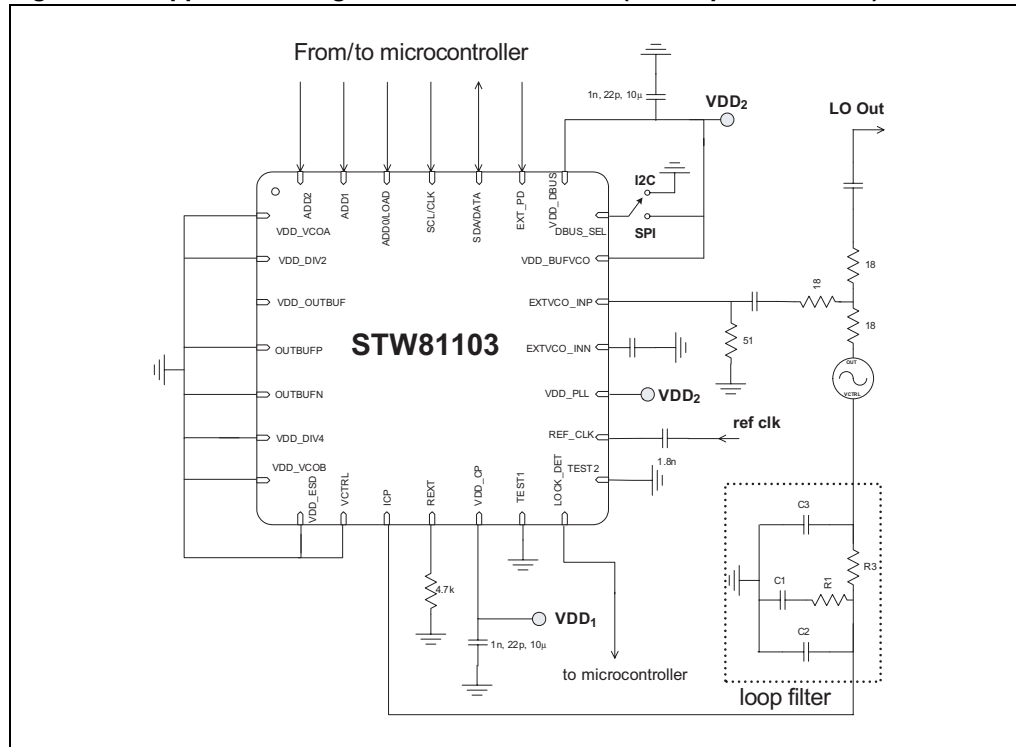 From/to microcontroller
1n, 22p, 10μ
VDD2
LO Out
ADD2
ADD1
ADD0/LOAD
SCL/CLK
SDA/DATA
EXT_PD
VDD_DBUS
I2C
SPI
VDD_VCOA
DBUS_SEL
VDD_DIV2
VDD_BUFVCO
18
18
18
VDD_OUTBUF
EXTVCO_INP
STW81103
51
OUTBUFP
EXTVCO_INN
OUT
VCTRL
OUTBUFN
VDD_PLL
VDD2
VDD_DIV4
REF_CLK
ref clk
1.8n
VDD_VCOB
TEST2
VDD_ESD
VCTRL
ICP
REXT
VDD_CP
TEST1
LOCK_DET
C3
R3
C1
R1
C2
4.7k
VDD1
1n, 22p, 10μ
to microcontroller
loop filter